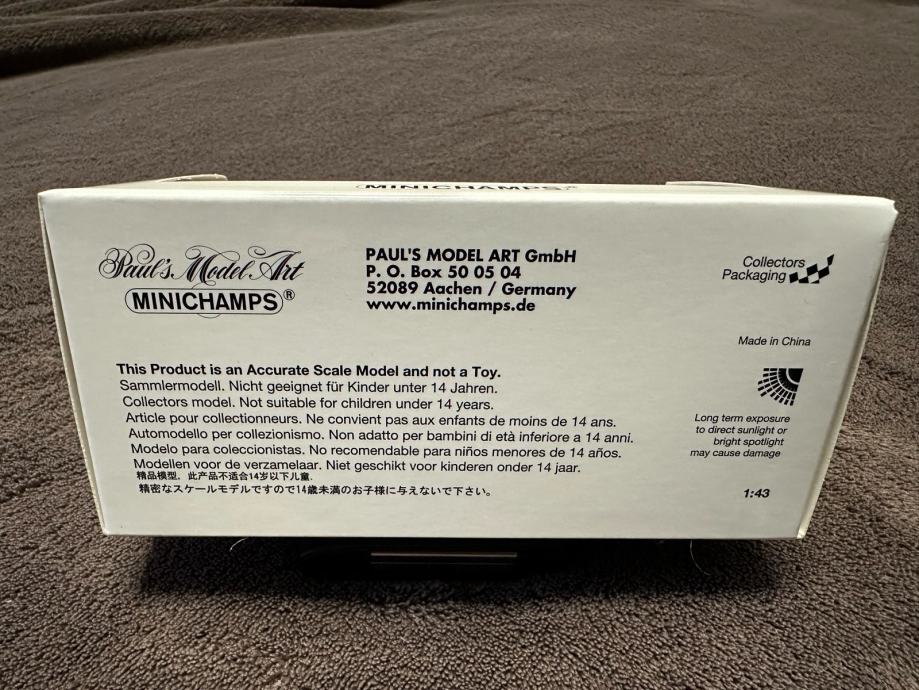 MINICHAMPS®
Paul's Model Art
MINICHAMPS®
PAUL'S MODEL ART GmbH
P. O. Box 50 05 04
52089 Aachen / Germany
www.minichamps.de
Collectors
Packaging
Made in China
This Product is an Accurate Scale Model and not a Toy.
Sammlermodell. Nicht geeignet für Kinder unter 14 Jahren.
Collectors model. Not suitable for children under 14 years.
Article pour collectionneurs. Ne convient pas aux enfants de moins de 14 ans.
Automodello per collezionismo. Non adatto per bambini di età inferiore a 14 anni.
Modelo para coleccionistas. No recomendable para niños menores de 14 años.
Modellen voor de verzamelaar. Niet geschikt voor kinderen onder 14 jaar.
精品模型，此产品不适合14岁以下儿童.
精密なスケールモデルですので14歳未満のお子様に与えないで下さい。
Long term exposure
to direct sunlight or
bright spotlight
may cause damage
1:43